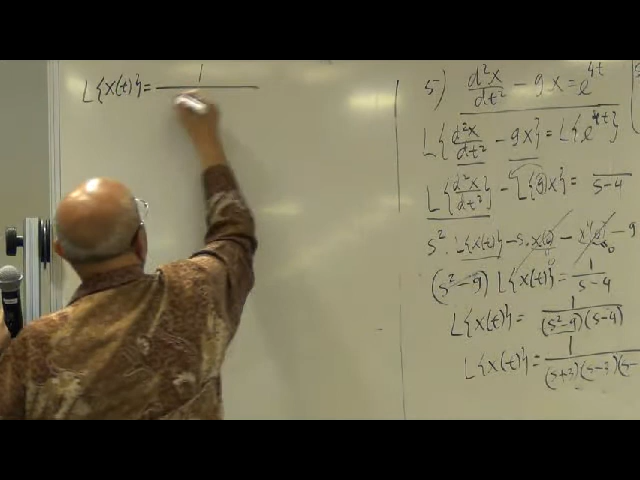 L{x(t)} = 1/
5) d²x/dt² - 9x = e^4t
L{d²x/dt² - 9x} = L{e^4t}
L{d²x/dt²} - L{9x} = 1/(s-4)
s². L{x(t)} - s. x(0) - x'(0) - 9
(s² - 9) L{x(t)} = 1/(s-4)
L{x(t)} = 1/((s²-9)(s-4))
L{x(t)} = 1/((s+3)(s-3)(s-